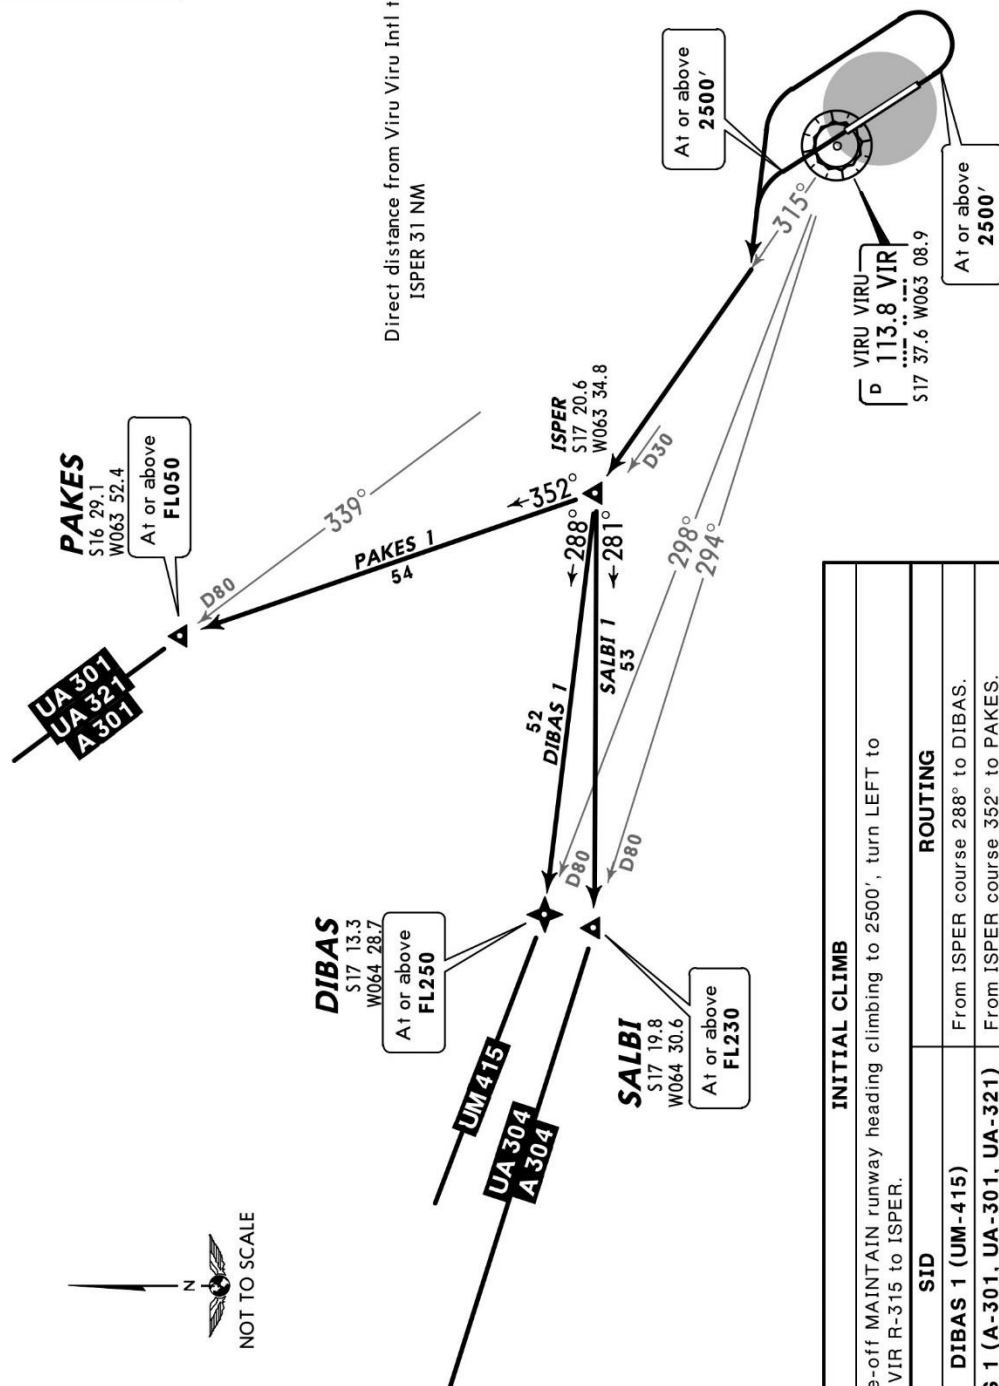 Direct distance from Viru Viru Intl t
ISPER 31 NM
PAKES
S16 29.1
W063 52.4
At or above
FL050
UA 301
UA 321
A 301
D80
339°
PAKES 1
54
352°
288°
281°
ISPER
S17 20.6
W063 34.8
D30
At or above
2500'
315°
VIRU VIRU
D 113.8 VIR
S17 37.6 W063 08.9
At or above
2500'
298°
294°
52
DIBAS 1
SALBI 1
53
D80
D80
DIBAS
S17 13.3
W064 28.7
At or above
FL250
UM 415
SALBI
S17 19.8
W064 30.6
At or above
FL230
UA 304
A 304
N
NOT TO SCALE
INITIAL CLIMB
e-off MAINTAIN runway heading climbing to 2500', turn LEFT to
VIR R-315 to ISPER.
SID
ROUTING
DIBAS 1 (UM-415)
From ISPER course 288° to DIBAS.
S 1 (A-301, UA-301, UA-321)
From ISPER course 352° to PAKES.